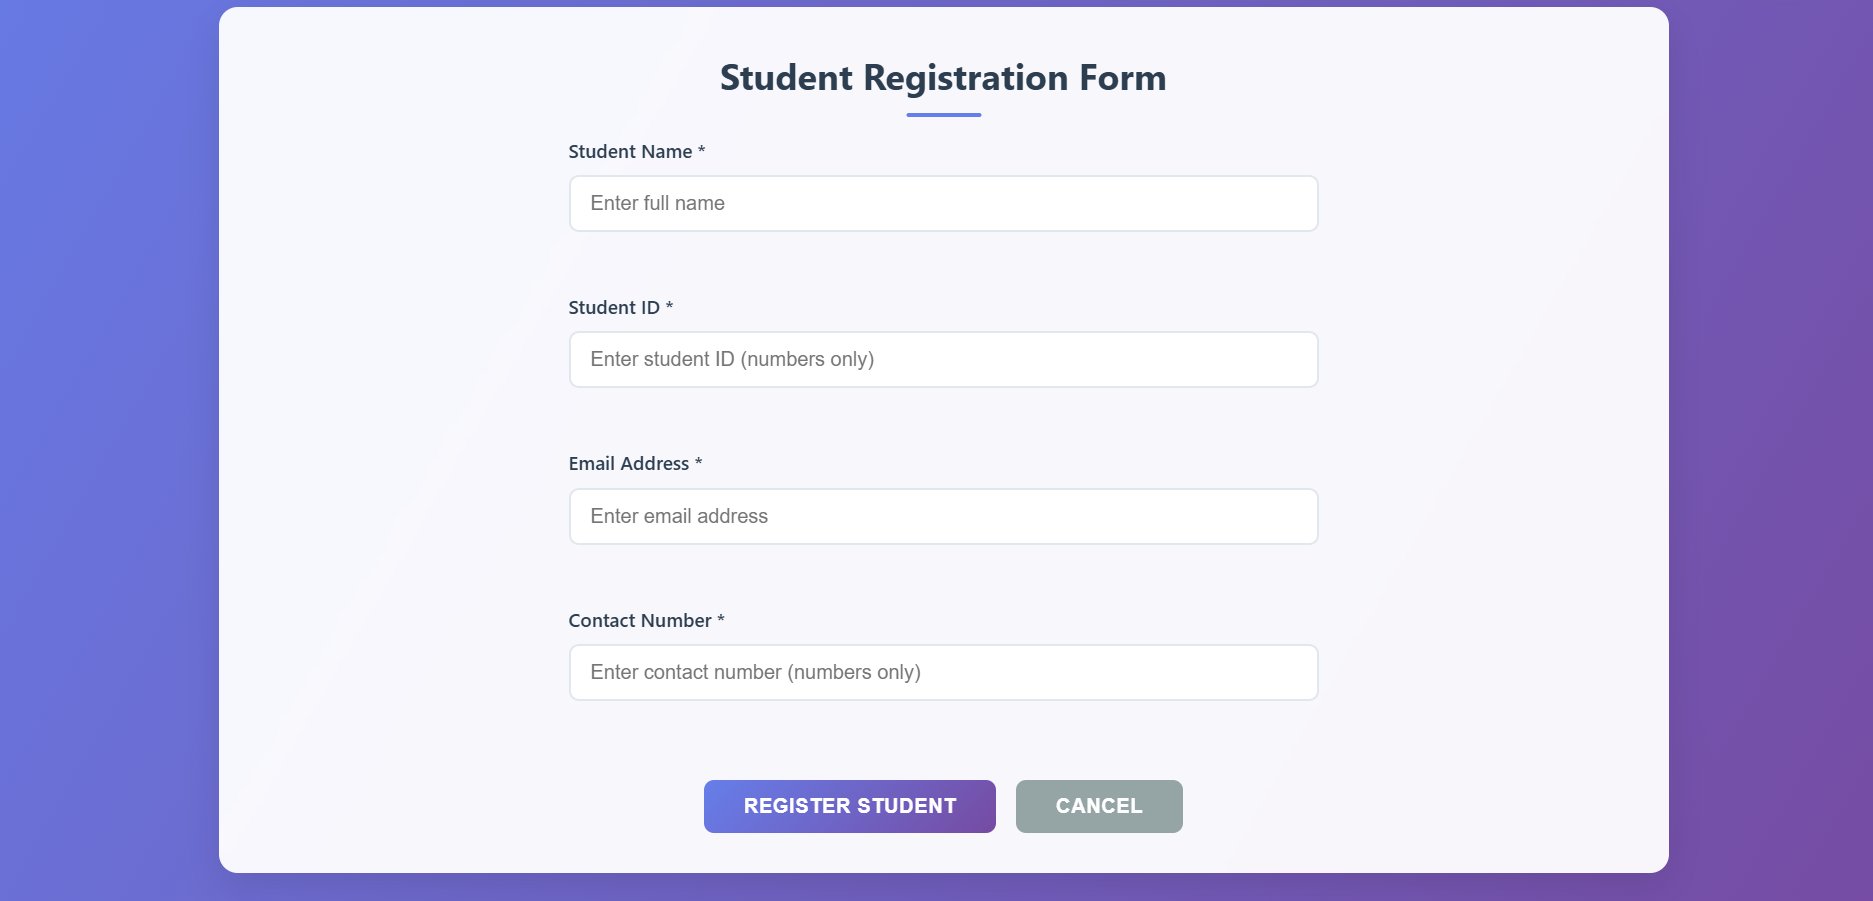 Student Registration Form
Student Name *
Enter full name
Student ID *
Enter student ID (numbers only)
Email Address *
Enter email address
Contact Number *
Enter contact number (numbers only)
REGISTER STUDENT
CANCEL